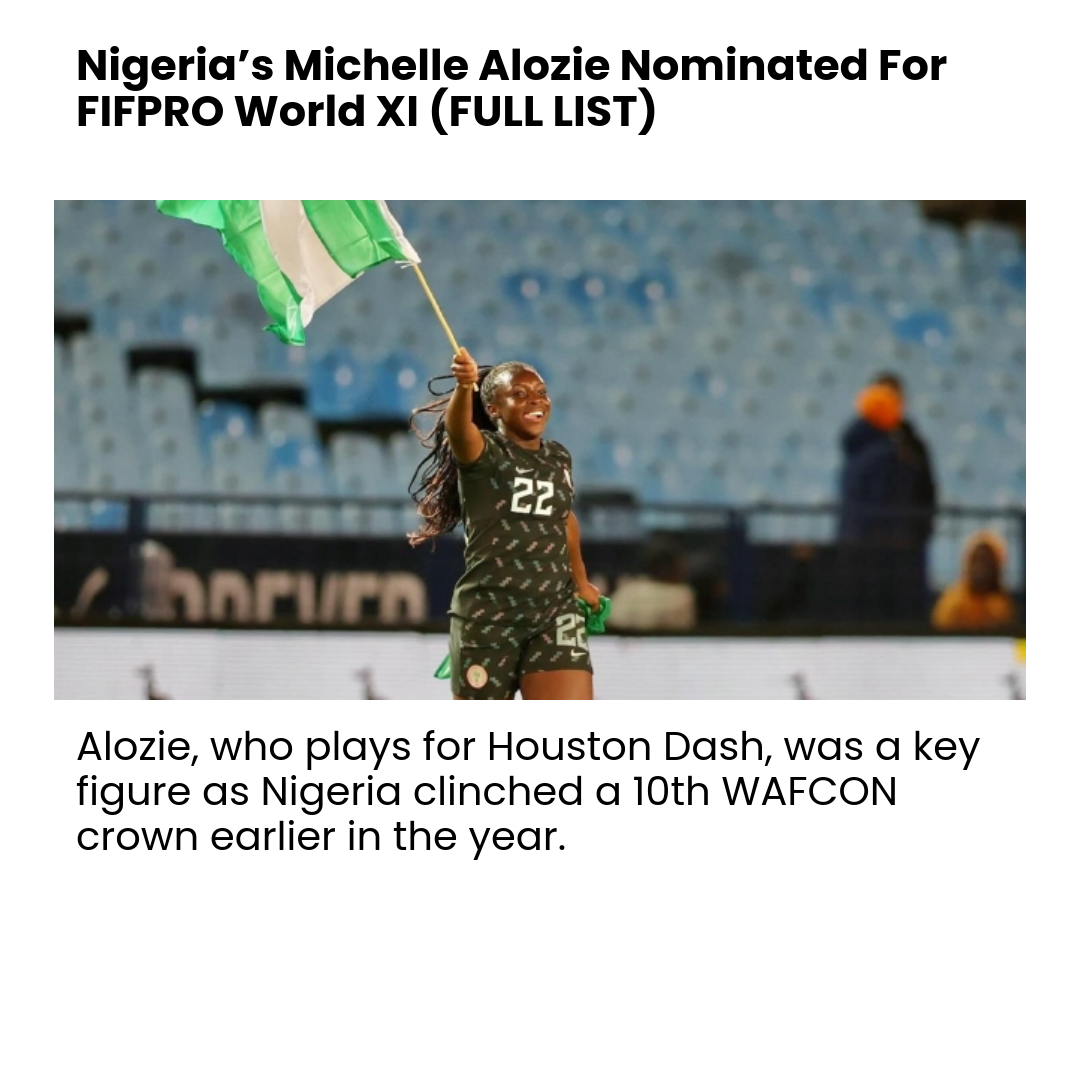 Nigeria’s Michelle Alozie Nominated For
FIFPRO World XI (FULL LIST)
22
22
Alozie, who plays for Houston Dash, was a key
figure as Nigeria clinched a 10th WAFCON
crown earlier in the year.